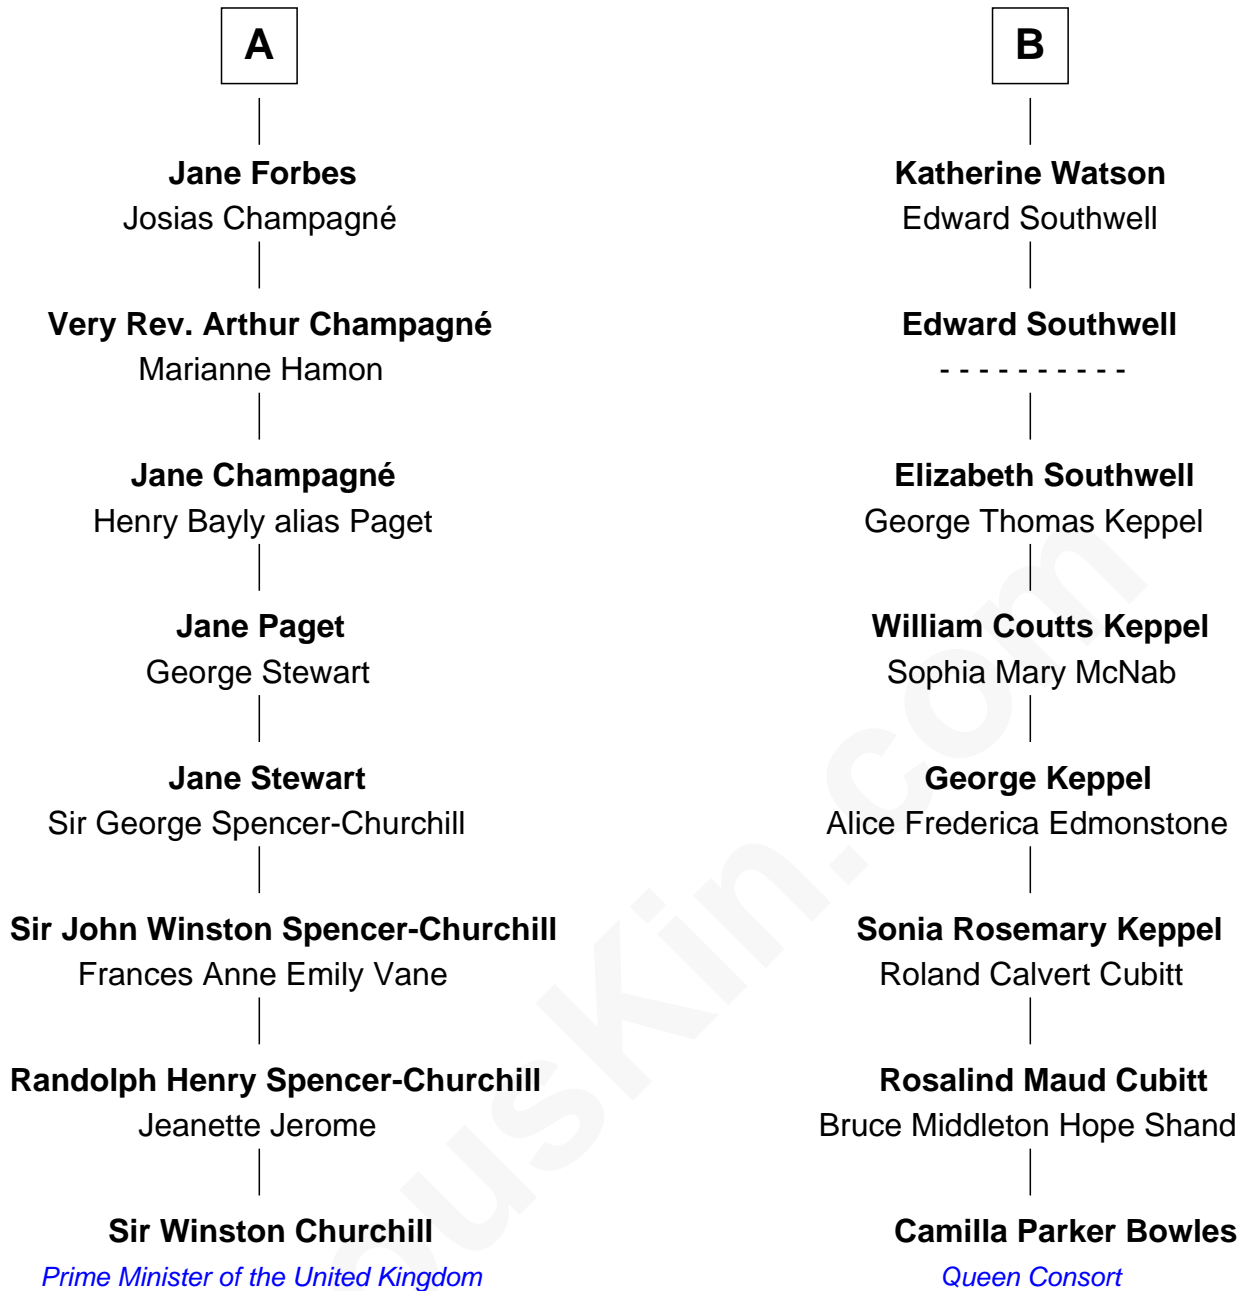 A
Jane Forbes
Josias Champagné
Very Rev. Arthur Champagné
Marianne Hamon
Jane Champagné
Henry Bayly alias Paget
Jane Paget
George Stewart
Jane Stewart
Sir George Spencer-Churchill
Sir John Winston Spencer-Churchill
Frances Anne Emily Vane
Randolph Henry Spencer-Churchill
Jeanette Jerome
Sir Winston Churchill
Prime Minister of the United Kingdom
B
Katherine Watson
Edward Southwell
Edward Southwell
- - - - - - - - - -
Elizabeth Southwell
George Thomas Keppel
William Coutts Keppel
Sophia Mary McNab
George Keppel
Alice Frederica Edmonstone
Sonia Rosemary Keppel
Roland Calvert Cubitt
Rosalind Maud Cubitt
Bruce Middleton Hope Shand
Camilla Parker Bowles
Queen Consort
ousKin.com